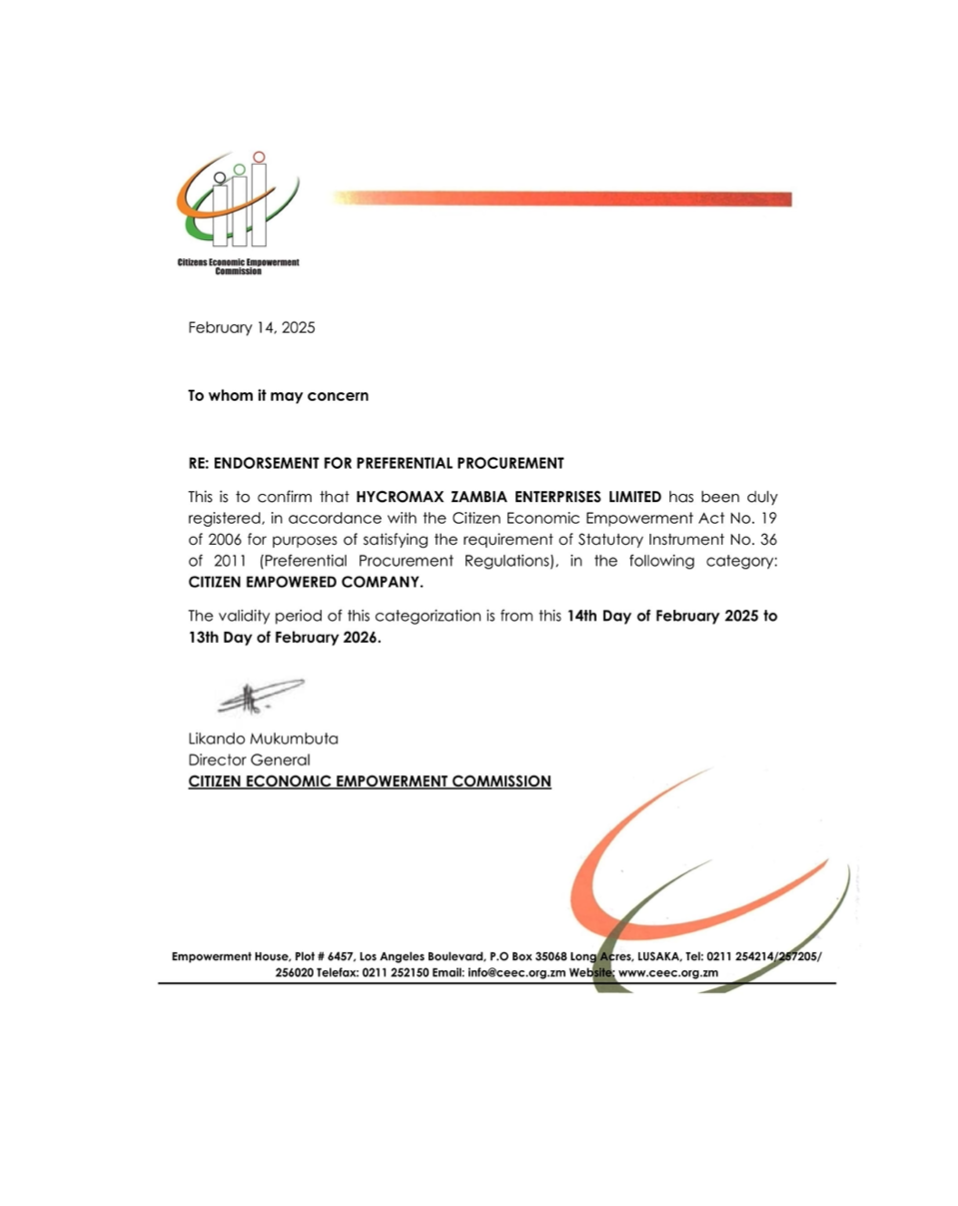 Citizens Economic Empowerment
Commission
February 14, 2025
To whom it may concern
RE: ENDORSEMENT FOR PREFERENTIAL PROCUREMENT
This is to confirm that HYCROMAX ZAMBIA ENTERPRISES LIMITED has been duly
registered, in accordance with the Citizen Economic Empowerment Act No. 19
of 2006 for purposes of satisfying the requirement of Statutory Instrument No. 36
of 2011 (Preferential Procurement Regulations), in the following category:
CITIZEN EMPOWERED COMPANY.
The validity period of this categorization is from this 14th Day of February 2025 to
13th Day of February 2026.
Likando Mukumbuta
Director General
CITIZEN ECONOMIC EMPOWERMENT COMMISSION
Empowerment House, Plot # 6457, Los Angeles Boulevard, P.O Box 35068 Long Acres, LUSAKA, Tel: 0211 254214/257205/
256020 Telefax: 0211 252150 Email: info@ceec.org.zm Website: www.ceec.org.zm